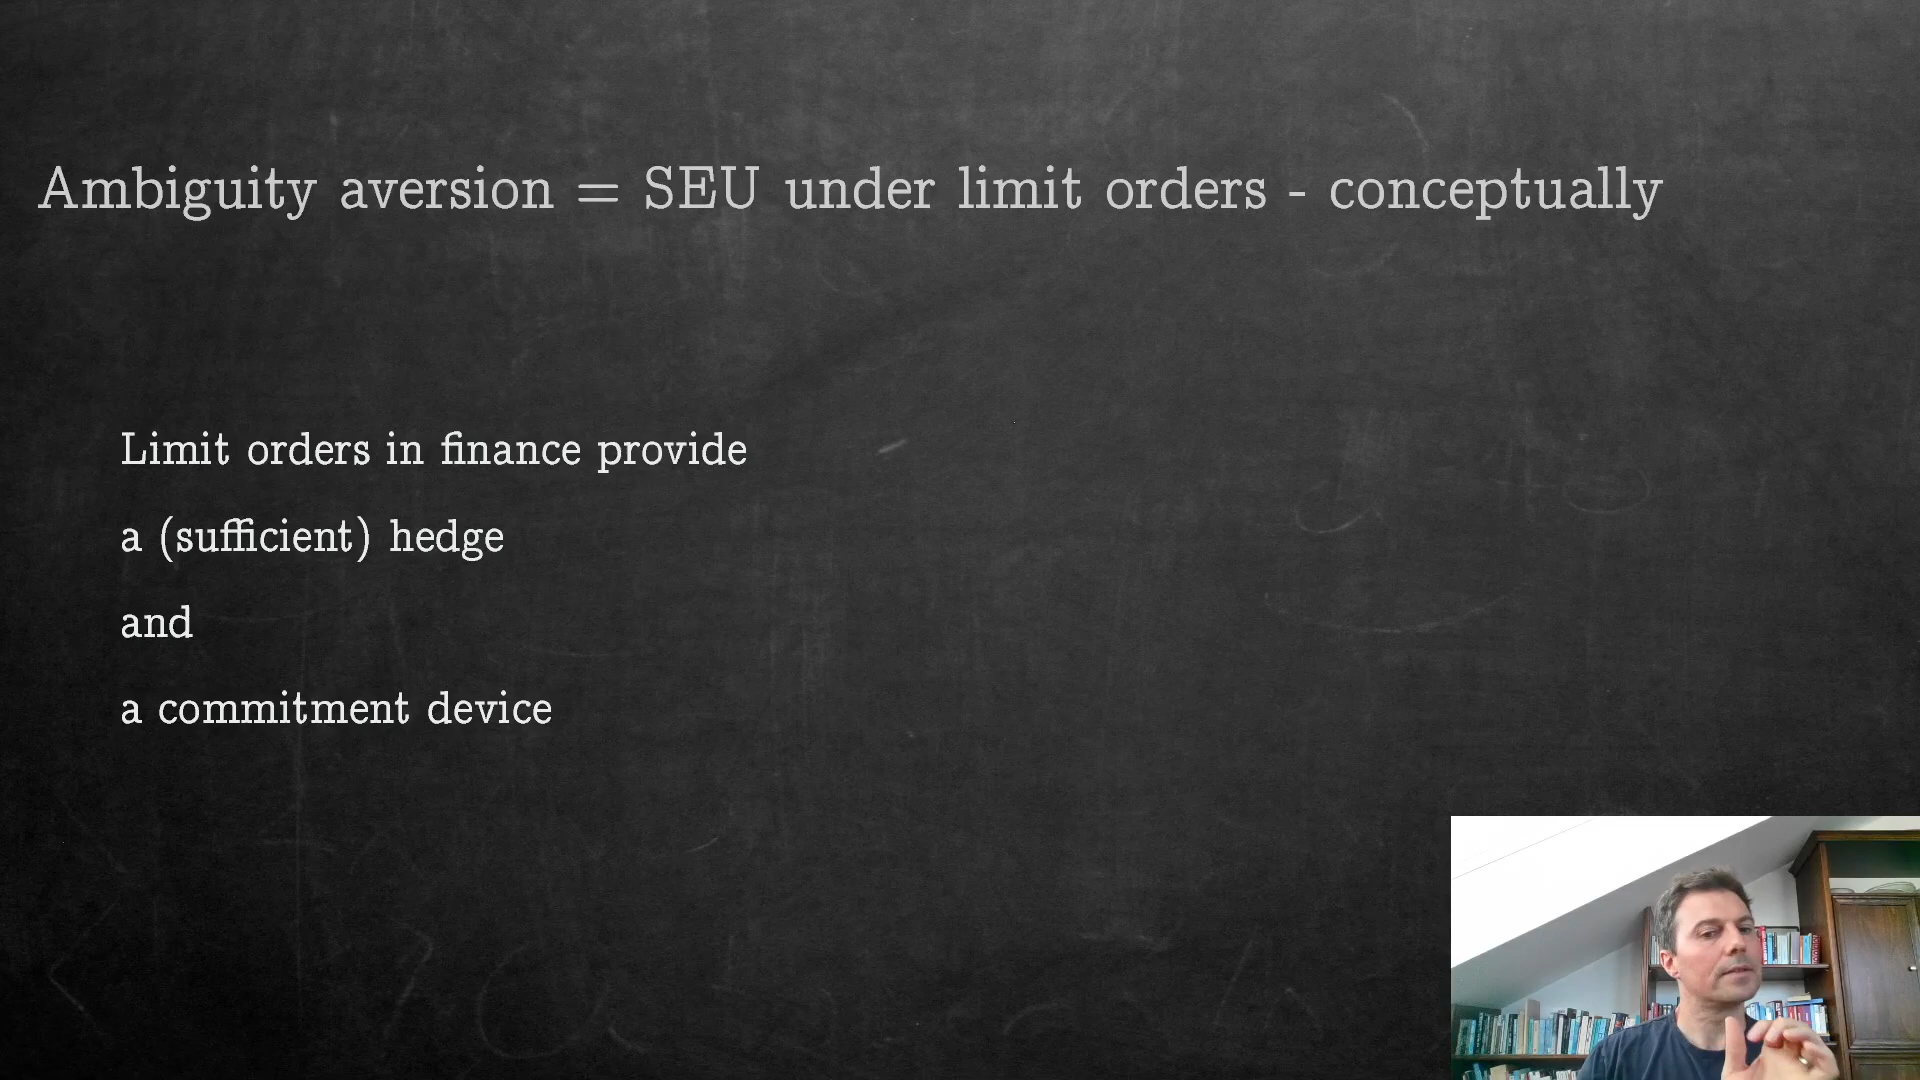 Ambiguity aversion = SEU under limit orders - conceptually
Limit orders in finance provide
a (sufficient) hedge
and
a commitment device